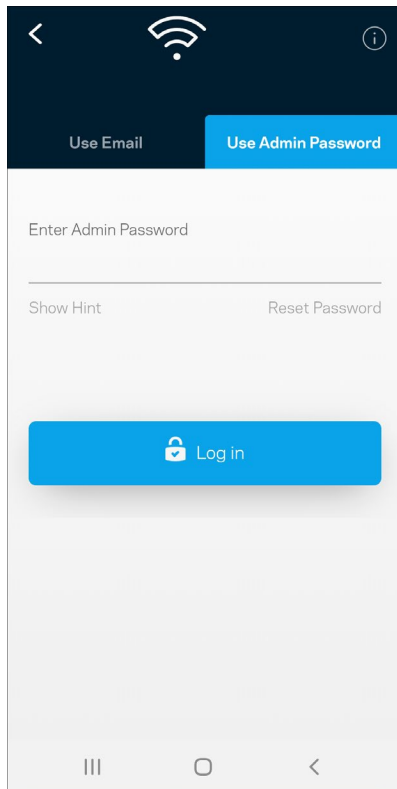 Use Email
Use Admin Password
Enter Admin Password
Show Hint
Reset Password
Log in